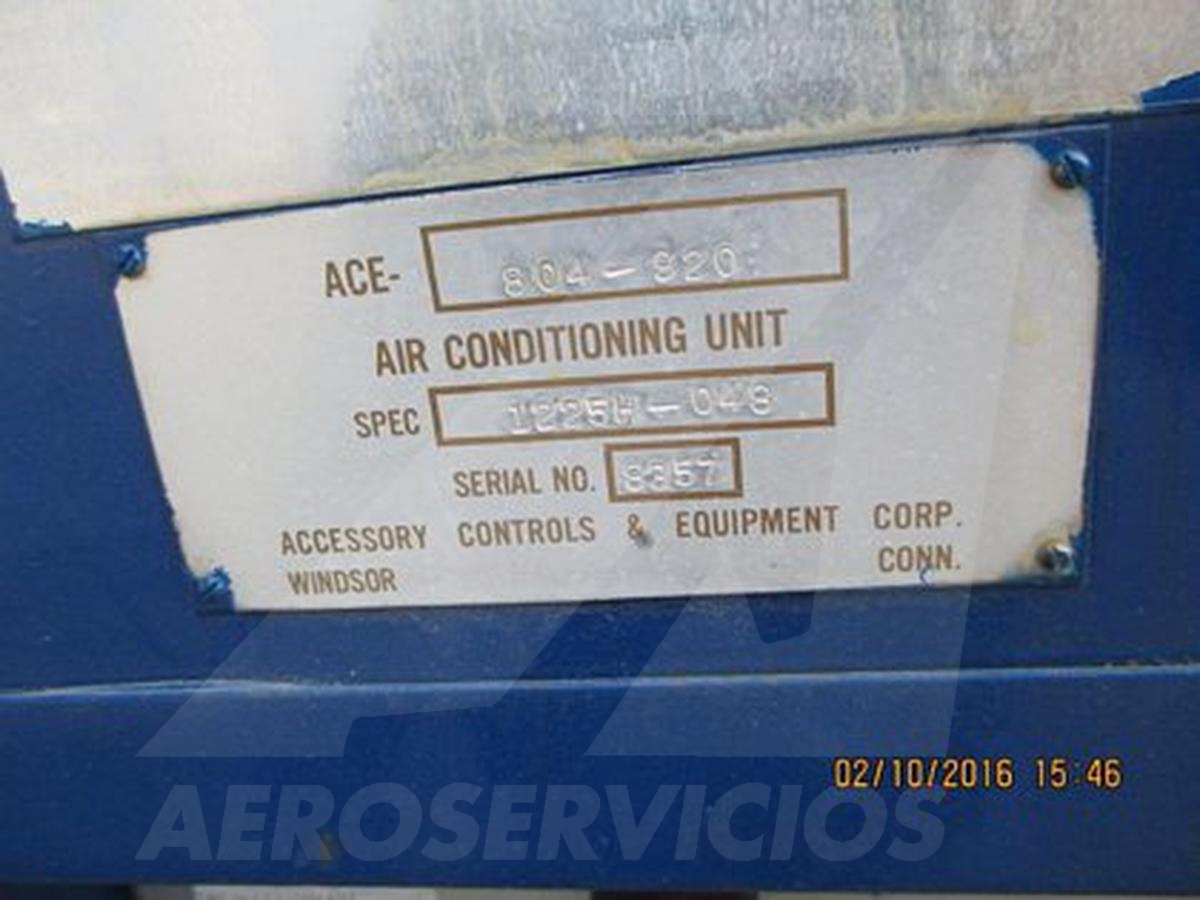 ACE- 804-920
AIR CONDITIONING UNIT
SPEC
SERIAL NO.
ACCESSORY CONTROLS & EQUIPMENT CORP.
WINDSOR CONN.
02/10/2016 15:46
AEROSERVICIOS